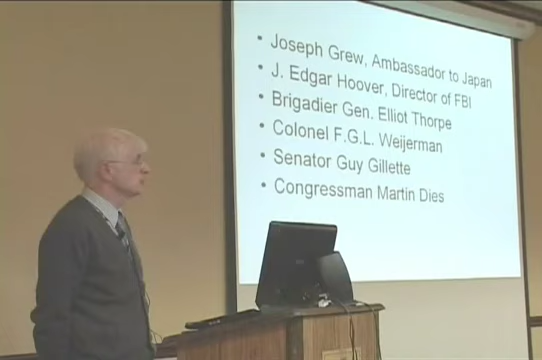 • Joseph Grew, Ambassador to Japan
• J. Edgar Hoover, Director of FBI
• Brigadier Gen. Elliot Thorpe
• Colonel F.G.L. Weijerman
• Senator Guy Gillette
• Congressman Martin Dies